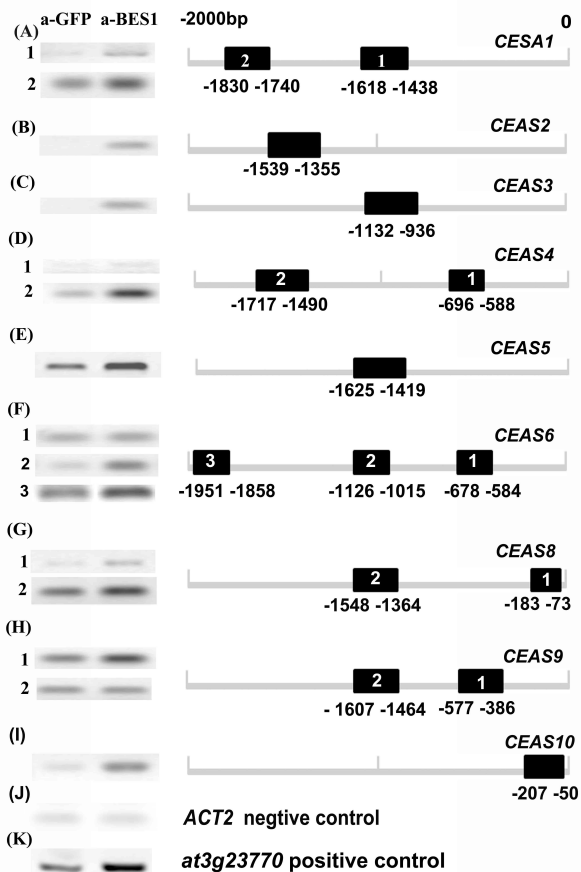 a-GFP a-BES1 -2000bp 0
(A) CESA1
1 2 1
2 -1830 -1740 -1618 -1438
(B) CEAS2
-1539 -1355
(C) CEAS3
-1132 -936
(D) CEAS4
1 2 1
2 -1717 -1490 -696 -588
(E) CEAS5
-1625 -1419
(F) CEAS6
1
2 3 2 1
3 -1951 -1858 -1126 -1015 -678 -584
(G) CEAS8
1 2 1
2 -1548 -1364 -183 -73
(H) CEAS9
1 2 1
2 - 1607 -1464 -577 -386
(I) CEAS10
-207 -50
(J) ACT2 negtive control
(K) at3g23770 positive control